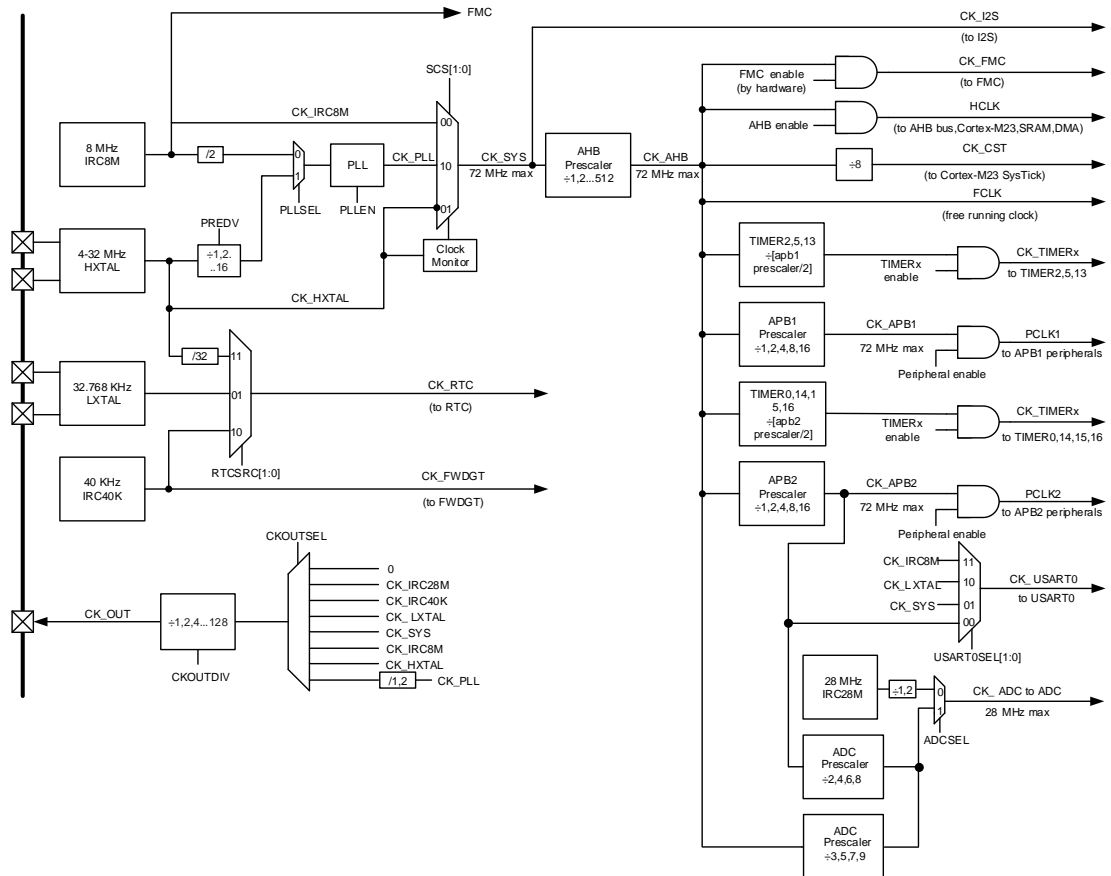 FMC
CK_I2S
(to I2S)
SCS[1:0]
FMC enable
(by hardware)
CK_FMC
(to FMC)
CK_IRC8M
00
AHB enable
HCLK
(to AHB bus,Cortex-M23,SRAM,DMA)
8 MHz
IRC8M
/2
0
1
PLL
CK_PLL
10
CK_SYS
72 MHz max
AHB
Prescaler
÷1,2...512
CK_AHB
72 MHz max
÷8
CK_CST
(to Cortex-M23 SysTick)
PLLSEL
PLLEN
01
FCLK
(free running clock)
PREDV
4-32 MHz
HXTAL
÷1,2.
..16
Clock
Monitor
TIMER2,5,13
÷[apb1
prescaler/2]
TIMERx
enable
CK_TIMERx
to TIMER2,5,13
CK_HXTAL
/32
11
APB1
Prescaler
÷1,2,4,8,16
CK_APB1
72 MHz max
Peripheral enable
PCLK1
to APB1 peripherals
32.768 KHz
LXTAL
01
CK_RTC
(to RTC)
10
TIMER0,14,1
5,16
÷[apb2
prescaler/2]
TIMERx
enable
CK_TIMERx
to TIMER0,14,15,16
RTCSRC[1:0]
40 KHz
IRC40K
CK_FWDGT
(to FWDGT)
APB2
Prescaler
÷1,2,4,8,16
CK_APB2
72 MHz max
Peripheral enable
PCLK2
to APB2 peripherals
CKOUTSEL
0
CK_IRC28M
CK_IRC40K
CK_ LXTAL
CK_SYS
CK_IRC8M
CK_HXTAL
/1,2
CK_PLL
CK_OUT
÷1,2,4...128
CKOUTDIV
CK_IRC8M
11
CK_LXTAL
10
CK_SYS
01
00
CK_USART0
to USART0
USART0SEL[1:0]
28 MHz
IRC28M
÷1,2
0
1
CK_ ADC to ADC
28 MHz max
ADCSEL
ADC
Prescaler
÷2,4,6,8
ADC
Prescaler
÷3,5,7,9